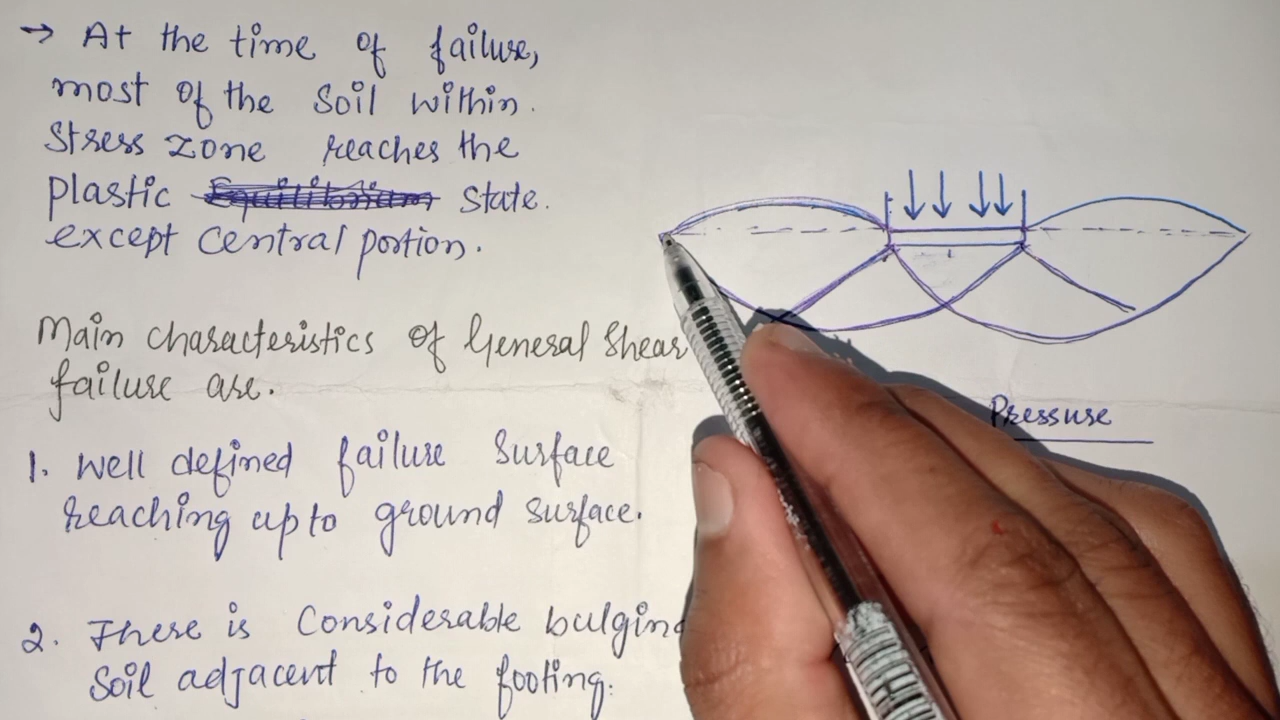 → At the time of failure,
most of the Soil within.
Stress zone reaches the
plastic Equilibriam State.
except Central portion.
Main characteristics of General Shear
failure are.
1. Well defined failure Surface
reaching up to ground surface.
2. There is Considerable bulging
Soil adjacent to the footing.
Pressure